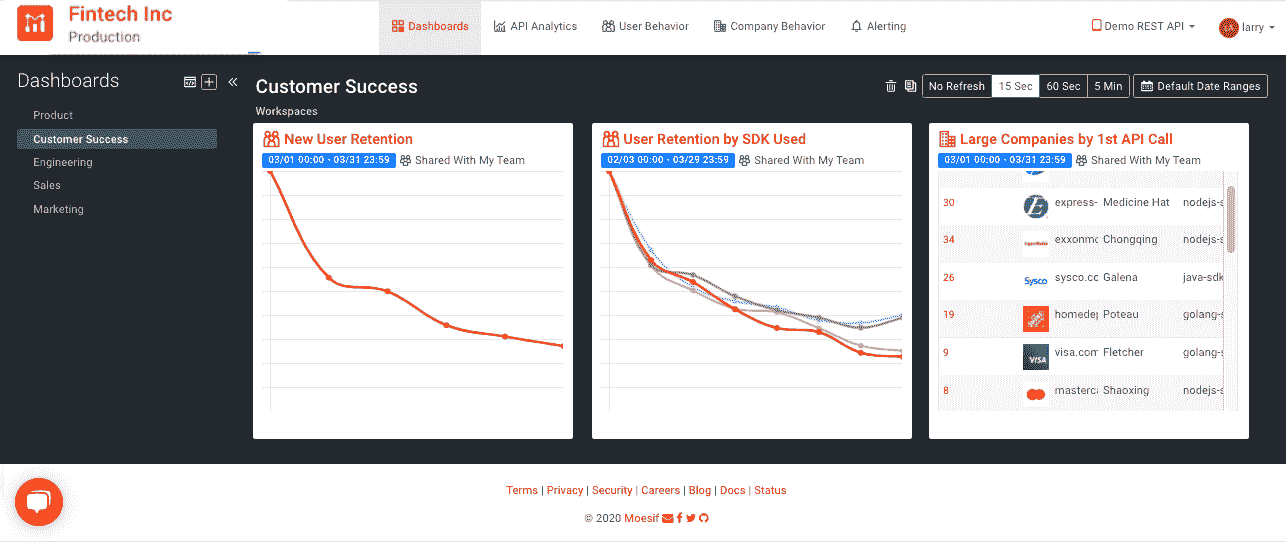 Fintech Inc
Production
Dashboards API Analytics User Behavior Company Behavior Alerting
Demo REST API larry
Dashboards
Product
Customer Success
Engineering
Sales
Marketing
Customer Success
No Refresh 15 Sec 60 Sec 5 Min Default Date Ranges
Workspaces
New User Retention
03/01 00:00 - 03/31 23:59 Shared With My Team
User Retention by SDK Used
02/03 00:00 - 03/29 23:59 Shared With My Team
Large Companies by 1st API Call
03/01 00:00 - 03/31 23:59 Shared With My Team
30 express- Medicine Hat nodejs-s
34 exxonmo Chongqing nodejs-s
26 Sysco sysco.cc Galena java-sdk
19 homedep Poteau golang-s
9 VISA visa.com Fletcher golang-s
8 masterca Shaoxing nodejs-s
Terms | Privacy | Security | Careers | Blog | Docs | Status
© 2020 Moesif